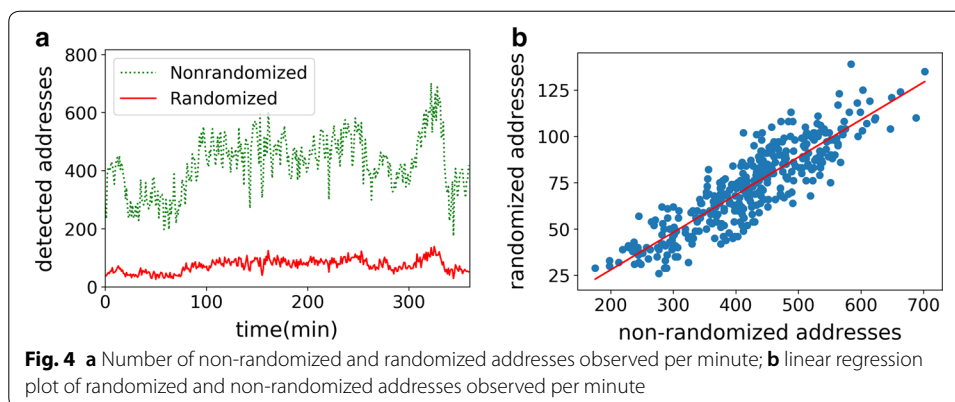 a
800
600
400
200
0
detected addresses
Nonrandomized
Randomized
0 100 200 300
time(min)
b
125
100
75
50
25
randomized addresses
200 300 400 500 600 700
non-randomized addresses
Fig. 4 a Number of non-randomized and randomized addresses observed per minute; b linear regression
plot of randomized and non-randomized addresses observed per minute